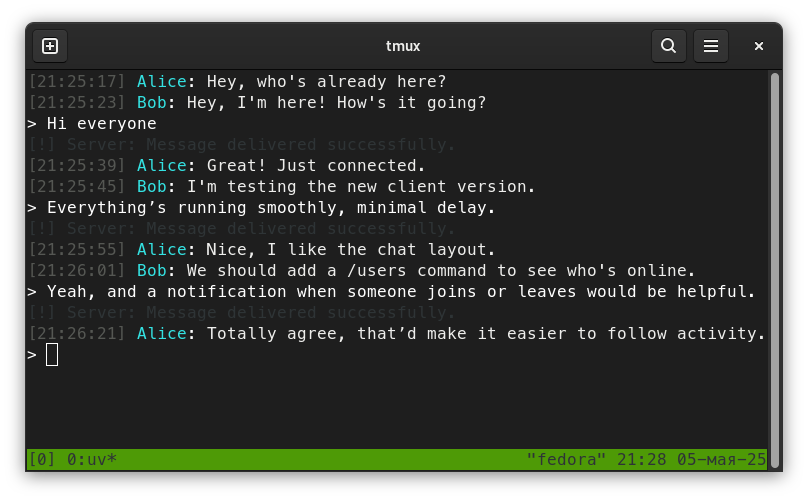 tmux
[21:25:17] Alice: Hey, who's already here?
[21:25:23] Bob: Hey, I'm here! How's it going?
> Hi everyone
[!] Server: Message delivered successfully.
[21:25:39] Alice: Great! Just connected.
[21:25:45] Bob: I'm testing the new client version.
> Everything’s running smoothly, minimal delay.
[!] Server: Message delivered successfully.
[21:25:55] Alice: Nice, I like the chat layout.
[21:26:01] Bob: We should add a /users command to see who's online.
> Yeah, and a notification when someone joins or leaves would be helpful.
[!] Server: Message delivered successfully.
[21:26:21] Alice: Totally agree, that’d make it easier to follow activity.
>
[0] 0:uv* "fedora" 21:28 05-мая-25